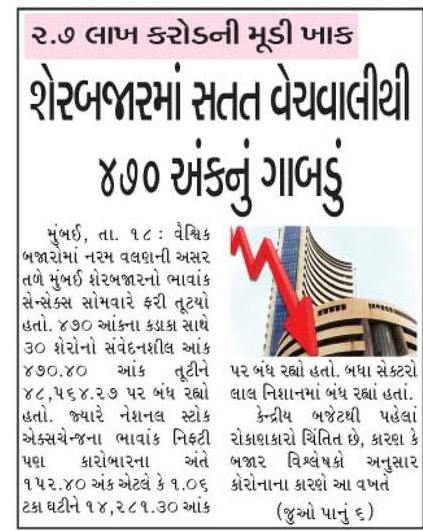 ૨.૭ લાખ કરોડની મૂડી ખાક
શેરબજારમાં સતત વેચવાલીથી
૪૭૦ અંકનું ગાબડું
મુંબઈ, તા. ૧૮ : વૈશ્વિક
બજારોમાં નરમ વલણની અસર
તળે મુંબઈ શેરબજારનો ભાવાંક
સેન્સેક્સ સોમવારે ફરી તૂટયો
હતો. ૪૭૦ આંકના કડાકા સાથે
૩૦ શેરોનો સંવેદનશીલ આંક
૪૭૦.૪૦ આંક તૂટીને
૪૮,૫૬૪.૨૭ પર બંધ રહ્યો
હતો. જ્યારે નેશનલ સ્ટોક
એક્સચેન્જના ભાવાંક નિફ્ટી
પણ કારોબારના અંતે
૧૫૨.૪૦ અંક એટલે કે ૧.૦૬
ટકા ઘટીને ૧૪,૨૮૧.૩૦ આંક
પર બંધ રહ્યો હતો. બધા સેક્ટરો
લાલ નિશાનમાં બંધ રહ્યાં હતાં.
કેન્દ્રીય બજેટથી પહેલાં
રોકાણકારો ચિંતિત છે, કારણ કે
બજાર વિશ્લેષકો અનુસાર
કોરોનાના કારણે આ વખતે
(જુઓ પાનું ૬)